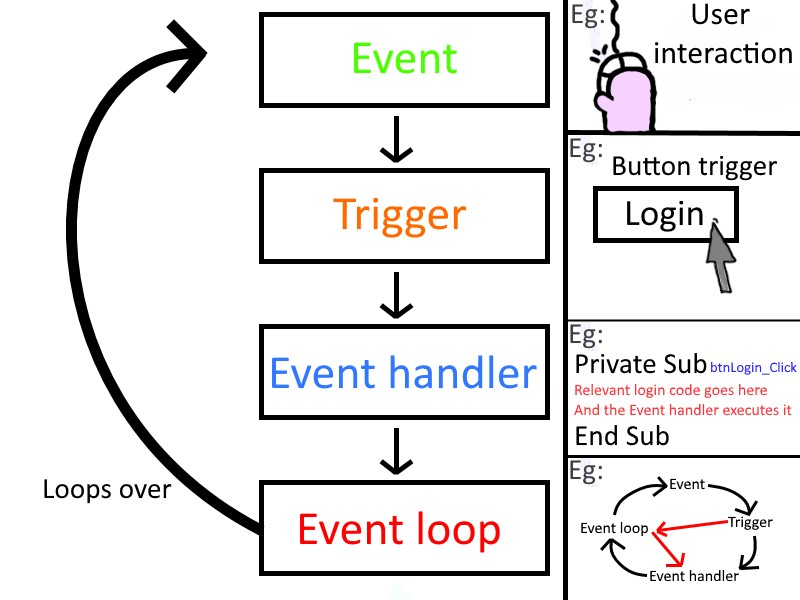 Event
Trigger
Event handler
Event loop
Loops over
Eg:
User
interaction
Eg:
Button trigger
Login
Eg:
Private Sub btnLogin_Click
Relevant login code goes here
And the Event handler executes it
End Sub
Eg:
Event
Trigger
Event loop
Event handler